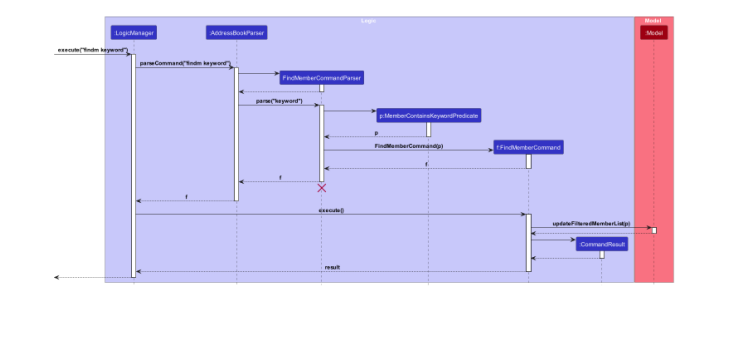 Logic
Model
:LogicManager
:AddressBookParser
:Model
execute("findm keyword")
parseCommand("findm keyword")
FindMemberCommandParser
parse("keyword")
p:MemberContainsKeywordPredicate
p
FindMemberCommand(p)
f:FindMemberCommand
f
f
f
execute()
updateFilteredMemberList(p)
:CommandResult
result